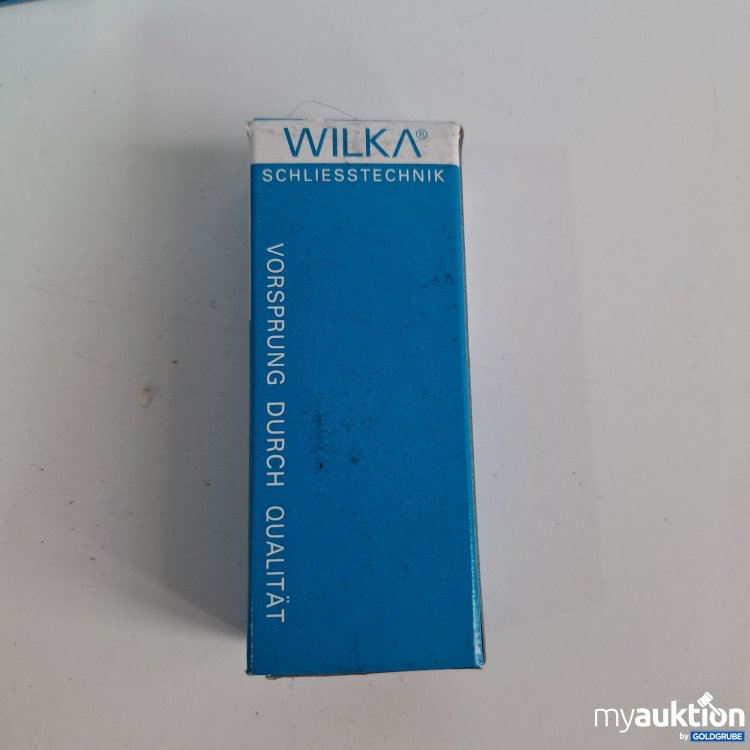 WILKA®
SCHLIESSTECHNIK
VORSPRUNG DURCH QUALITÄT
myauktion
by GOLDGRUBE